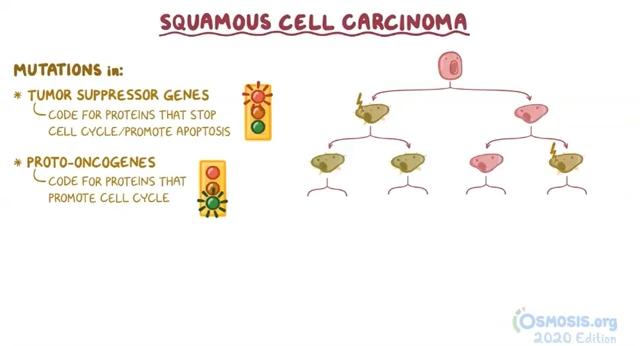 SQUAMOUS CELL CARCINOMA
MUTATIONS in:
* TUMOR SUPPRESSOR GENES
CODE FOR PROTEINS THAT STOP
CELL CYCLE/PROMOTE APOPTOSIS
* PROTO-ONCOGENES
CODE FOR PROTEINS THAT
PROMOTE CELL CYCLE
OSMOSIS.org
2020 Edition